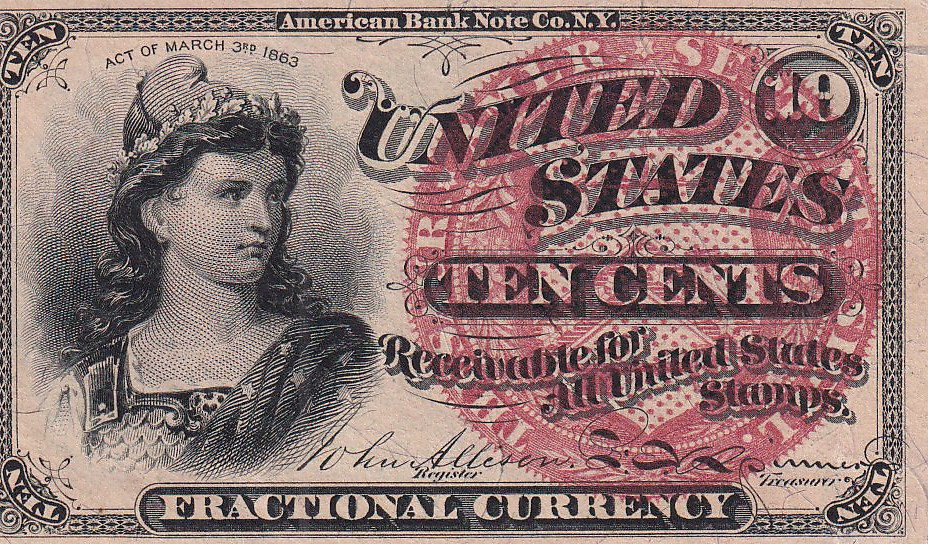 American Bank Note Co. N.Y.
TEN
TEN
ACT OF MARCH 3RD 1863
10
UNITED
STATES
TEN CENTS
Receivable for
All United States
Stamps.
John Allison
Register
Treasurer
TEN
TEN
FRACTIONAL CURRENCY